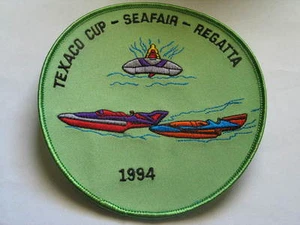 TEXACO CUP - SEAFAIR - REGATTA
1994